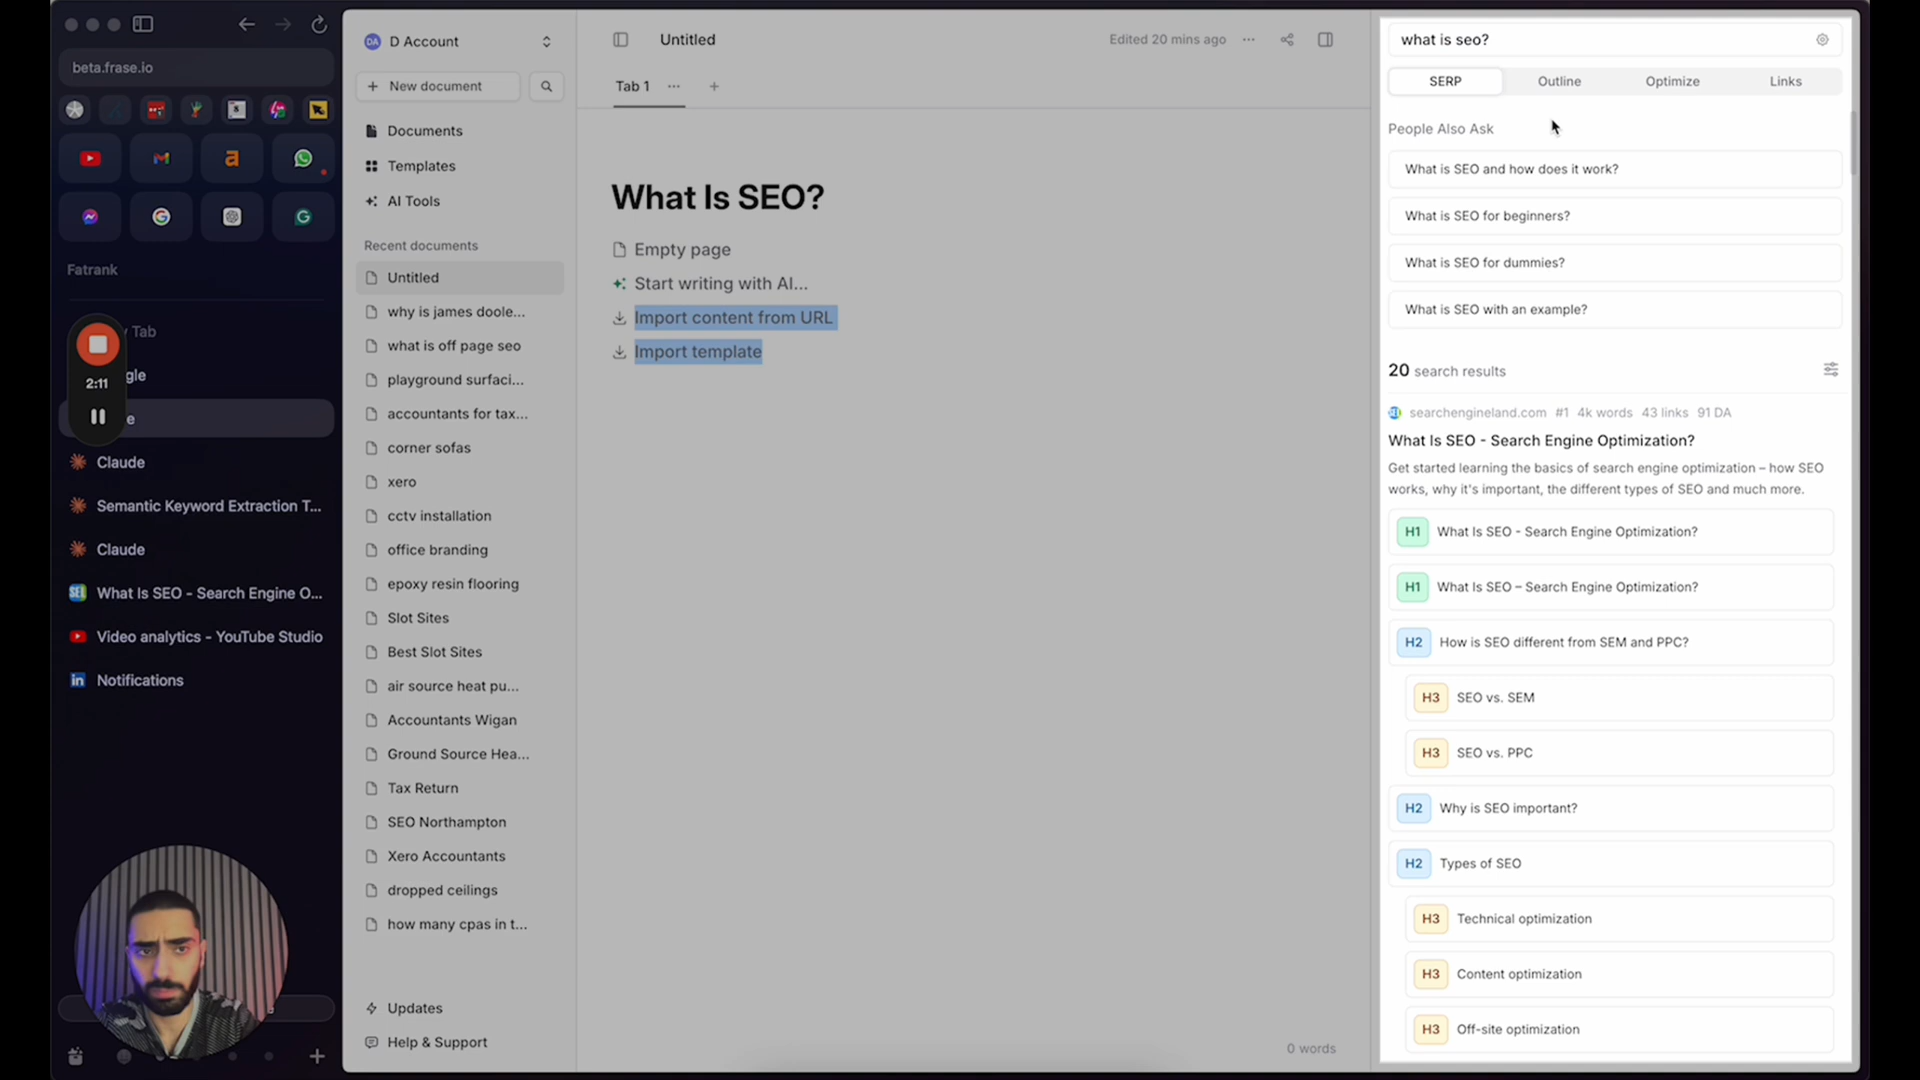 beta.frase.io
Fatrank
Tab
gle
2:11
e
Claude
Semantic Keyword Extraction T...
Claude
What Is SEO - Search Engine O...
Video analytics - YouTube Studio
Notifications
DA D Account
New document
Documents
Templates
AI Tools
Recent documents
Untitled
why is james doole...
what is off page seo
playground surfaci...
accountants for tax...
corner sofas
xero
cctv installation
office branding
epoxy resin flooring
Slot Sites
Best Slot Sites
air source heat pu...
Accountants Wigan
Ground Source Hea...
Tax Return
SEO Northampton
Xero Accountants
dropped ceilings
how many cpas in t...
Updates
Help & Support
Untitled
Edited 20 mins ago
Tab 1
What Is SEO?
Empty page
Start writing with AI...
Import content from URL
Import template
0 words
what is seo?
SERP Outline Optimize Links
People Also Ask
What is SEO and how does it work?
What is SEO for beginners?
What is SEO for dummies?
What is SEO with an example?
20 search results
searchengineland.com #1 4k words 43 links 91 DA
What Is SEO - Search Engine Optimization?
Get started learning the basics of search engine optimization – how SEO
works, why it's important, the different types of SEO and much more.
H1 What Is SEO - Search Engine Optimization?
H1 What Is SEO – Search Engine Optimization?
H2 How is SEO different from SEM and PPC?
H3 SEO vs. SEM
H3 SEO vs. PPC
H2 Why is SEO important?
H2 Types of SEO
H3 Technical optimization
H3 Content optimization
H3 Off-site optimization